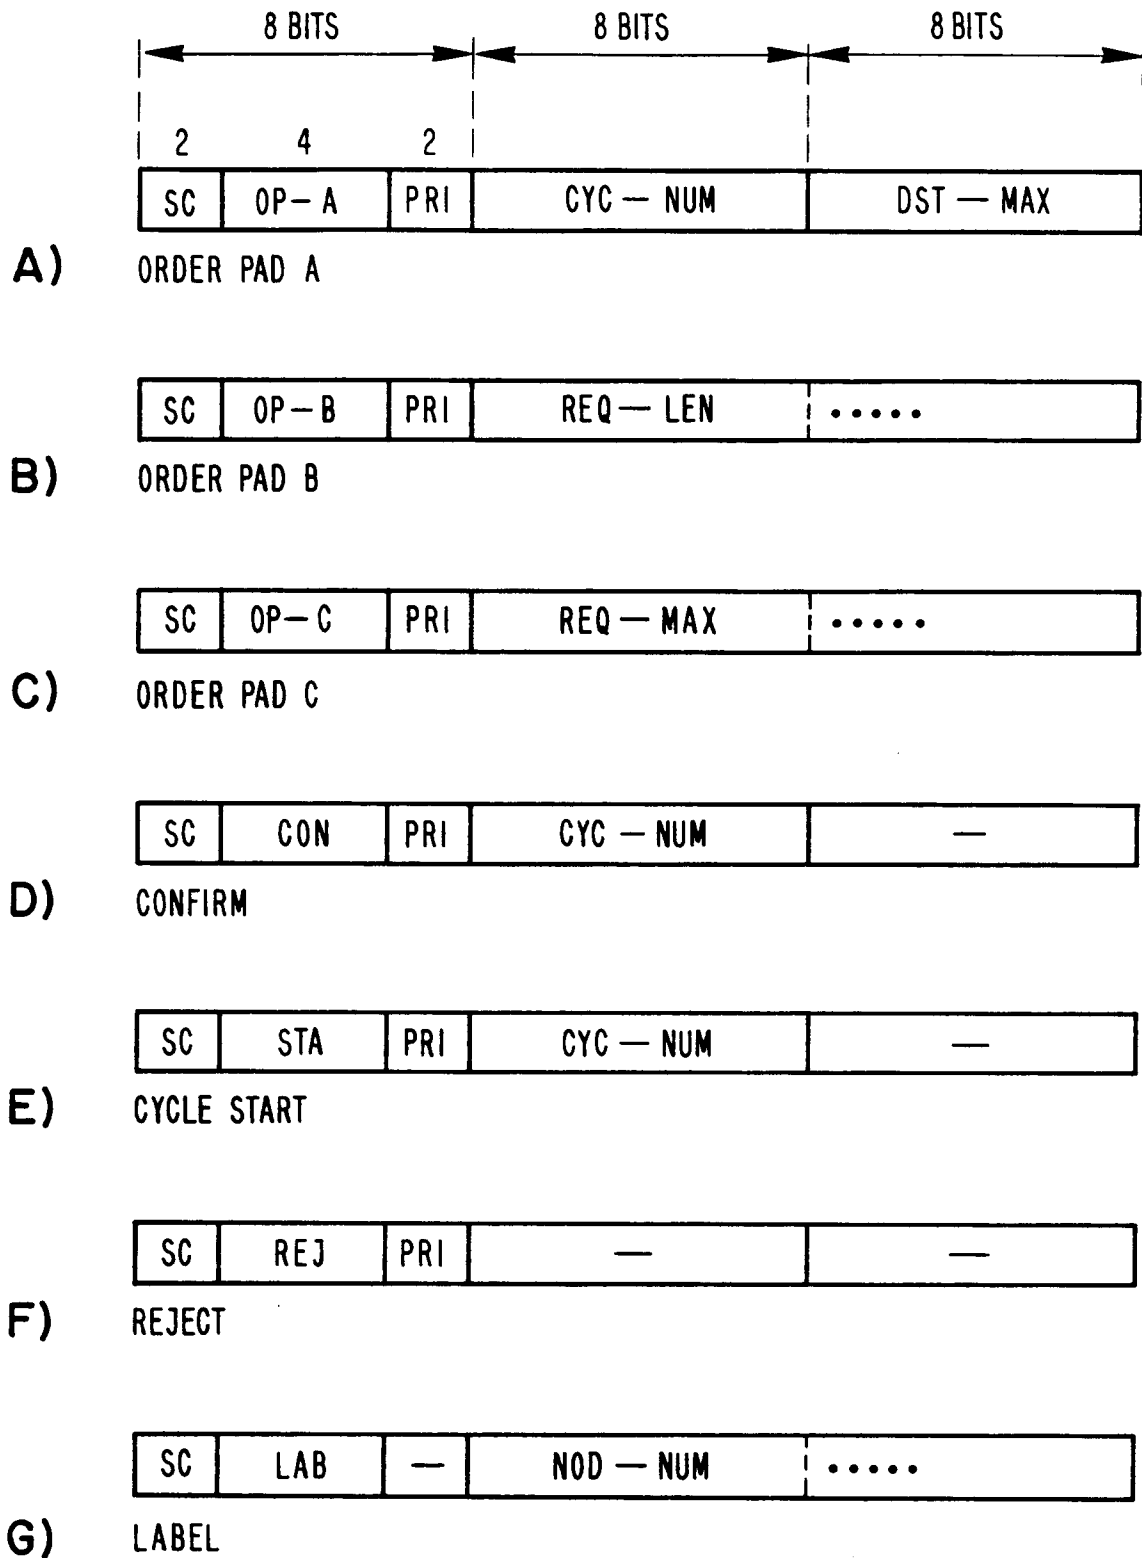 8 BITS 8 BITS 8 BITS
2 4 2
SC OP—A PRI CYC — NUM DST — MAX
A) ORDER PAD A
SC OP—B PRI REQ — LEN .....
B) ORDER PAD B
SC OP—C PRI REQ — MAX .....
C) ORDER PAD C
SC CON PRI CYC — NUM —
D) CONFIRM
SC STA PRI CYC — NUM —
E) CYCLE START
SC REJ PRI — —
F) REJECT
SC LAB — NOD — NUM .....
G) LABEL